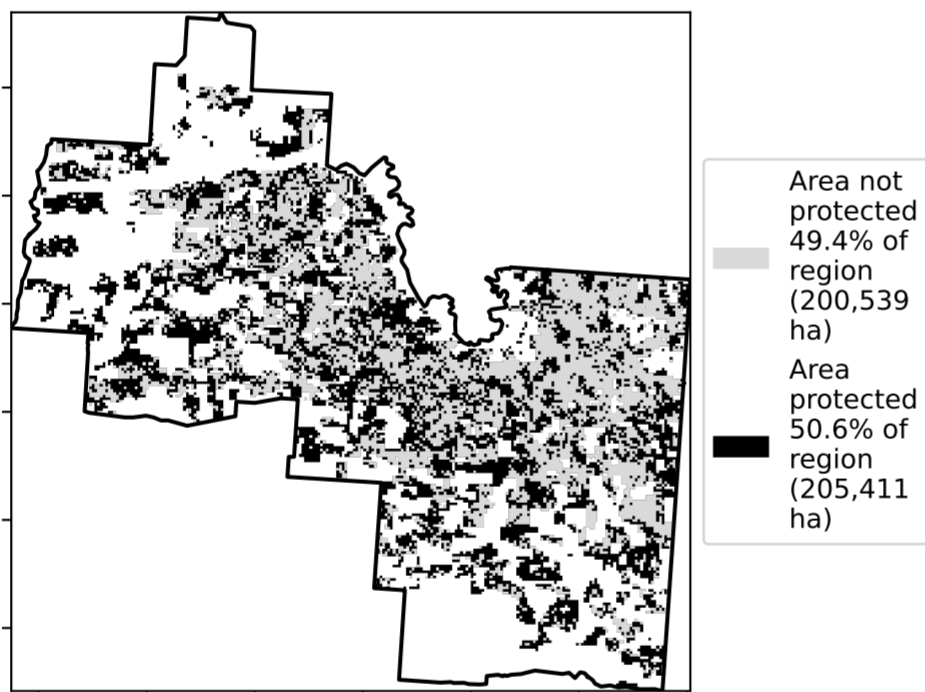 Area not
protected
49.4% of
region
(200,539
ha)
Area
protected
50.6% of
region
(205,411
ha)